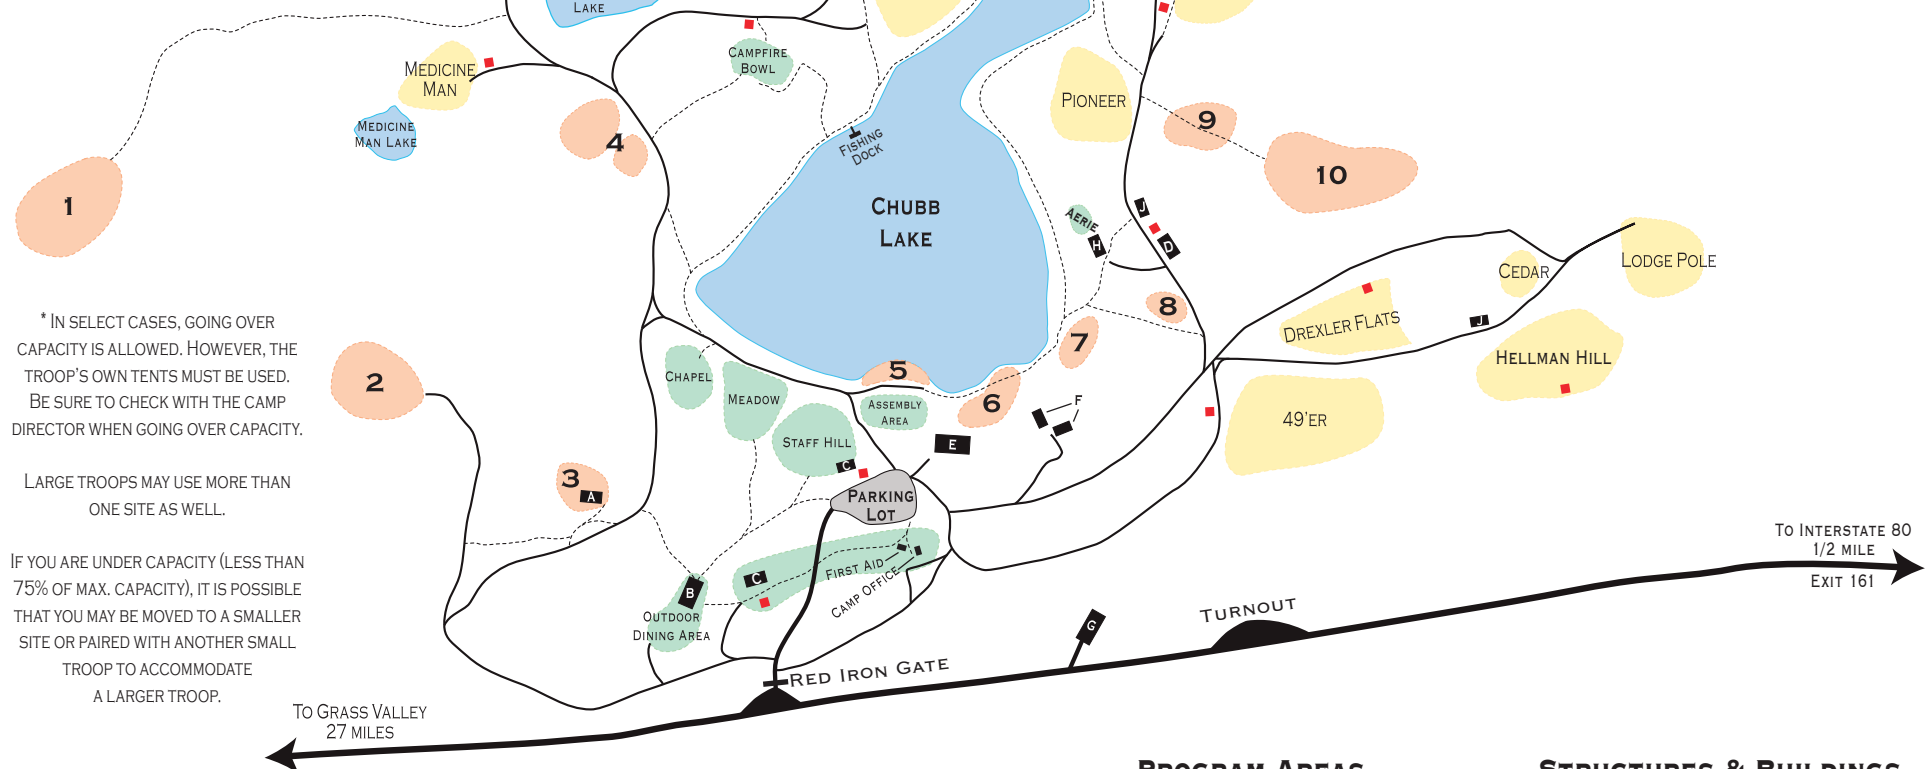 LAKE
CAMPFIRE
BOWL
MEDICINE
MAN
MEDICINE
MAN LAKE
4
1
FISHING
DOCK
PIONEER
9
10
CHUBB
LAKE
AERIE
J
H
D
8
7
CEDAR
LODGE POLE
DREXLER FLATS
J
HELLMAN HILL
49'ER
* IN SELECT CASES, GOING OVER
CAPACITY IS ALLOWED. HOWEVER, THE
TROOP'S OWN TENTS MUST BE USED.
BE SURE TO CHECK WITH THE CAMP
DIRECTOR WHEN GOING OVER CAPACITY.
LARGE TROOPS MAY USE MORE THAN
ONE SITE AS WELL.
IF YOU ARE UNDER CAPACITY (LESS THAN
75% OF MAX. CAPACITY), IT IS POSSIBLE
THAT YOU MAY BE MOVED TO A SMALLER
SITE OR PAIRED WITH ANOTHER SMALL
TROOP TO ACCOMMODATE
A LARGER TROOP.
2
3
A
CHAPEL
MEADOW
STAFF HILL
C
5
ASSEMBLY
AREA
6
E
F
PARKING
LOT
C
FIRST AID
CAMP OFFICE
B
OUTDOOR
DINING AREA
RED IRON GATE
G
TURNOUT
TO INTERSTATE 80
1/2 MILE
EXIT 161
TO GRASS VALLEY
27 MILES
PROGRAM AREAS
STRUCTURES & BUILDINGS